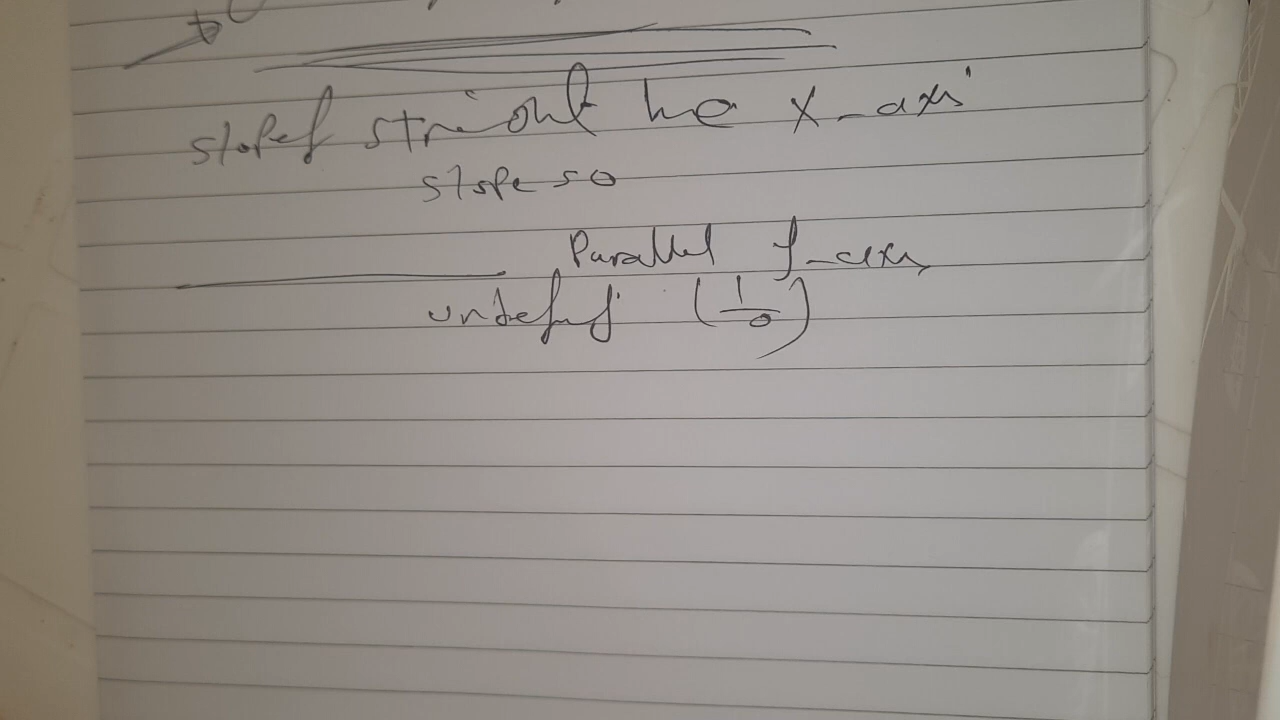 slope of straight line X-axis
slope = 0
Parallel y-axis
undefined (1/0)